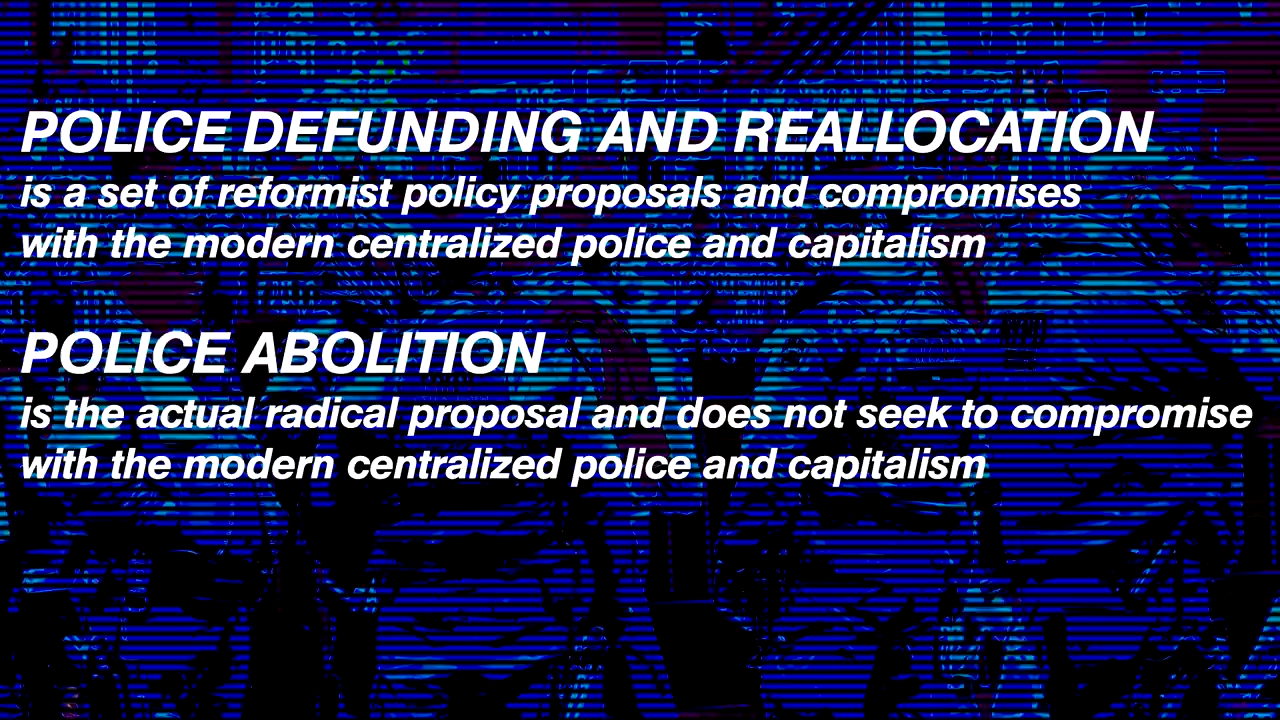 POLICE DEFUNDING AND REALLOCATION
is a set of reformist policy proposals and compromises
with the modern centralized police and capitalism
POLICE ABOLITION
is the actual radical proposal and does not seek to compromise
with the modern centralized police and capitalism